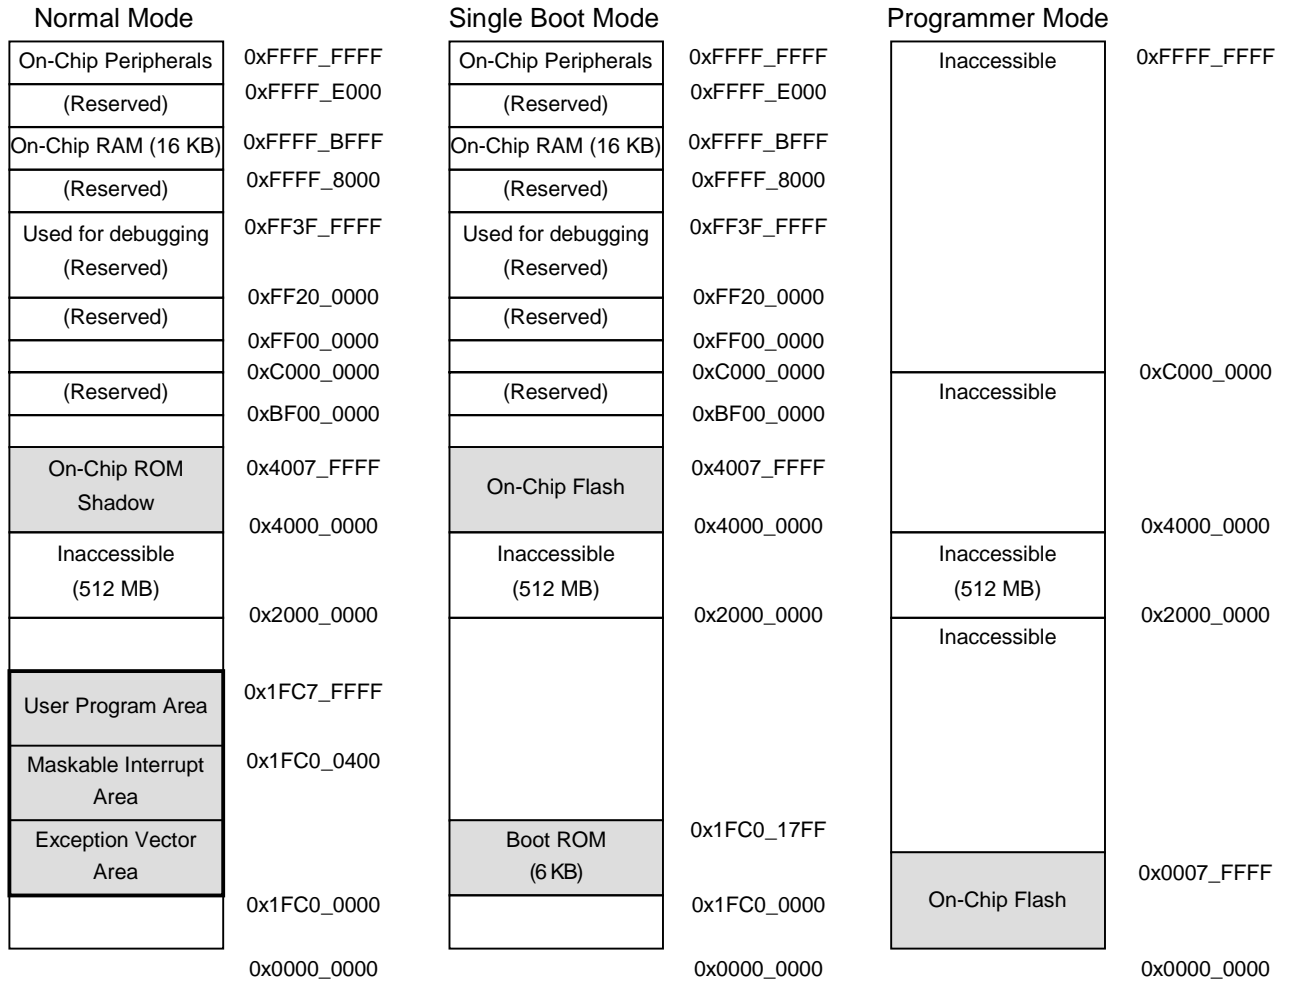 Normal Mode
On-Chip Peripherals
0xFFFF_FFFF
(Reserved)
0xFFFF_E000
On-Chip RAM (16 KB)
0xFFFF_BFFF
(Reserved)
0xFFFF_8000
Used for debugging
(Reserved)
0xFF3F_FFFF
0xFF20_0000
(Reserved)
0xFF00_0000
0xC000_0000
(Reserved)
0xBF00_0000
On-Chip ROM
Shadow
0x4007_FFFF
0x4000_0000
Inaccessible
(512 MB)
0x2000_0000
User Program Area
0x1FC7_FFFF
Maskable Interrupt
Area
0x1FC0_0400
Exception Vector
Area
0x1FC0_0000
0x0000_0000
Single Boot Mode
On-Chip Peripherals
0xFFFF_FFFF
(Reserved)
0xFFFF_E000
On-Chip RAM (16 KB)
0xFFFF_BFFF
(Reserved)
0xFFFF_8000
Used for debugging
(Reserved)
0xFF3F_FFFF
0xFF20_0000
(Reserved)
0xFF00_0000
0xC000_0000
(Reserved)
0xBF00_0000
On-Chip Flash
0x4007_FFFF
0x4000_0000
Inaccessible
(512 MB)
0x2000_0000
Boot ROM
(6 KB)
0x1FC0_17FF
0x1FC0_0000
0x0000_0000
Programmer Mode
Inaccessible
0xFFFF_FFFF
0xC000_0000
Inaccessible
0x4000_0000
Inaccessible
(512 MB)
0x2000_0000
Inaccessible
0x0007_FFFF
On-Chip Flash
0x0000_0000